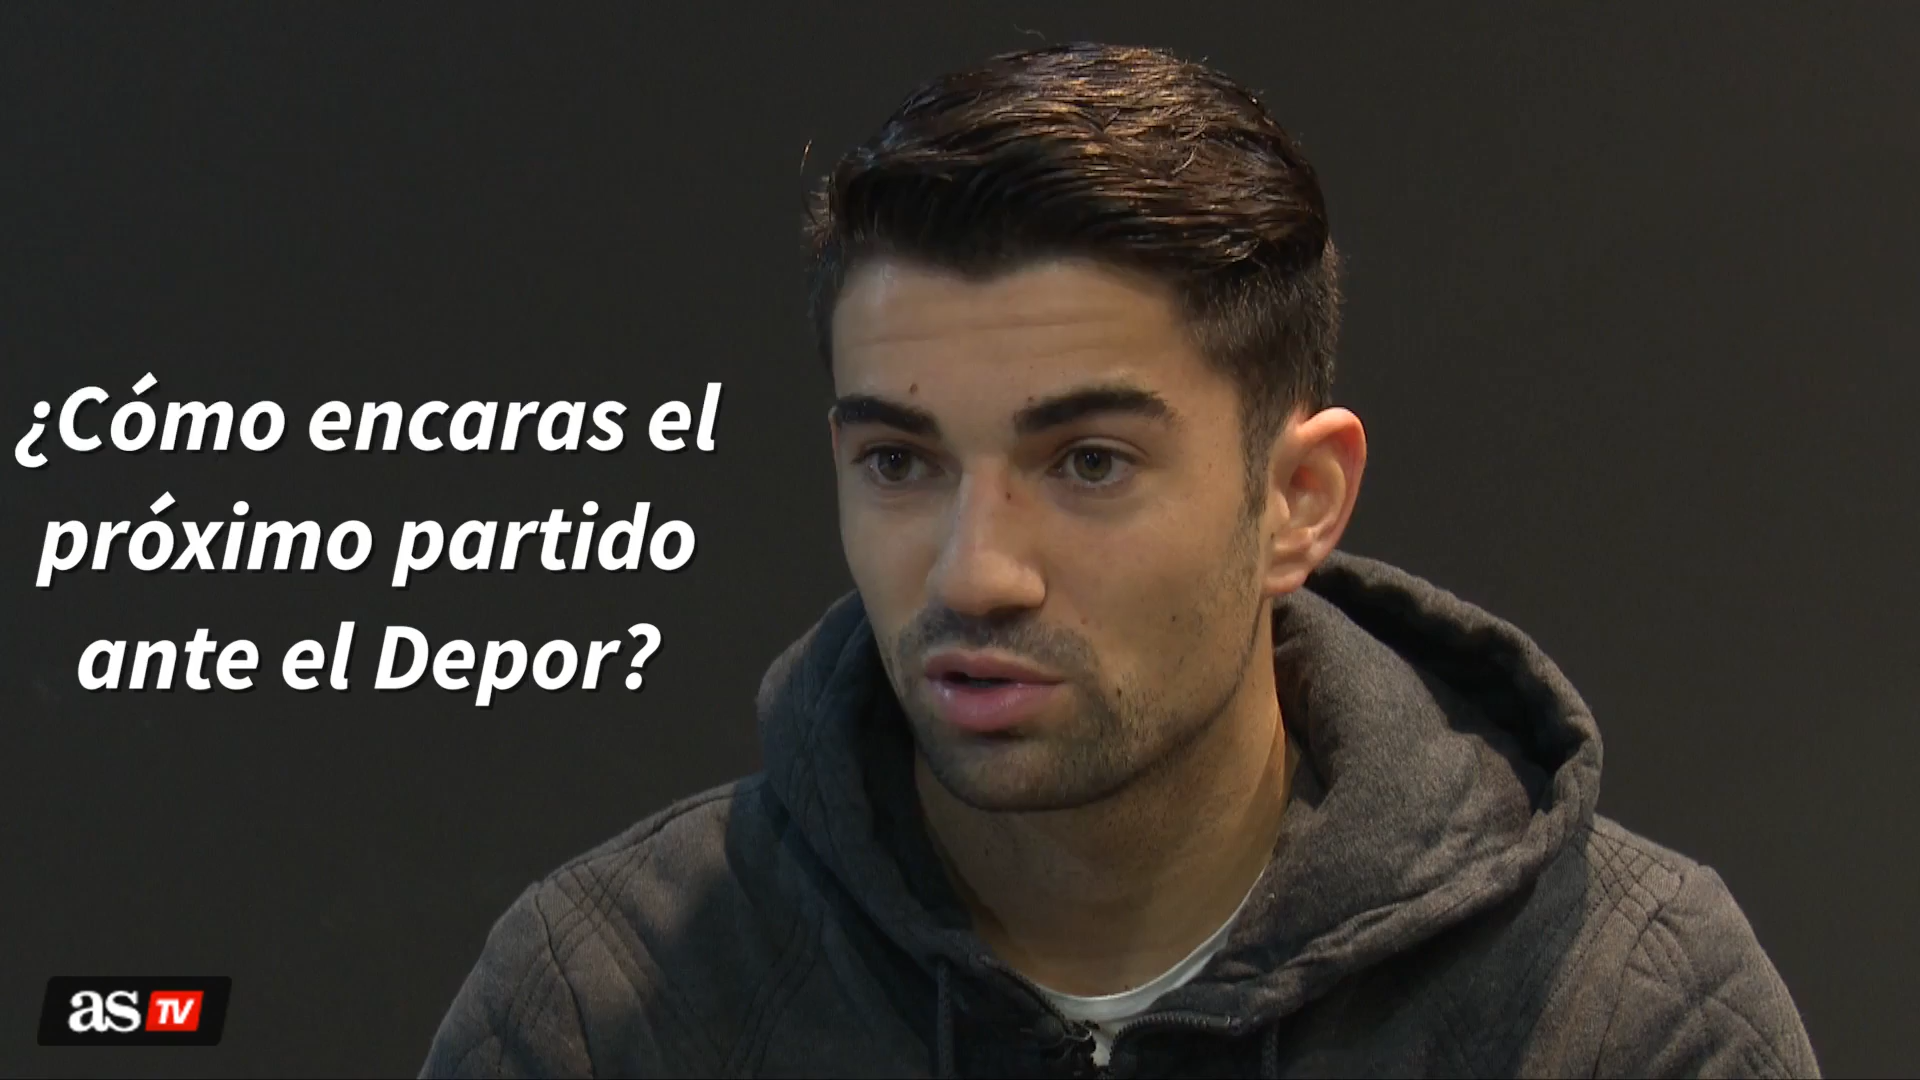 ¿Cómo encaras el
próximo partido
ante el Depor?
as TV